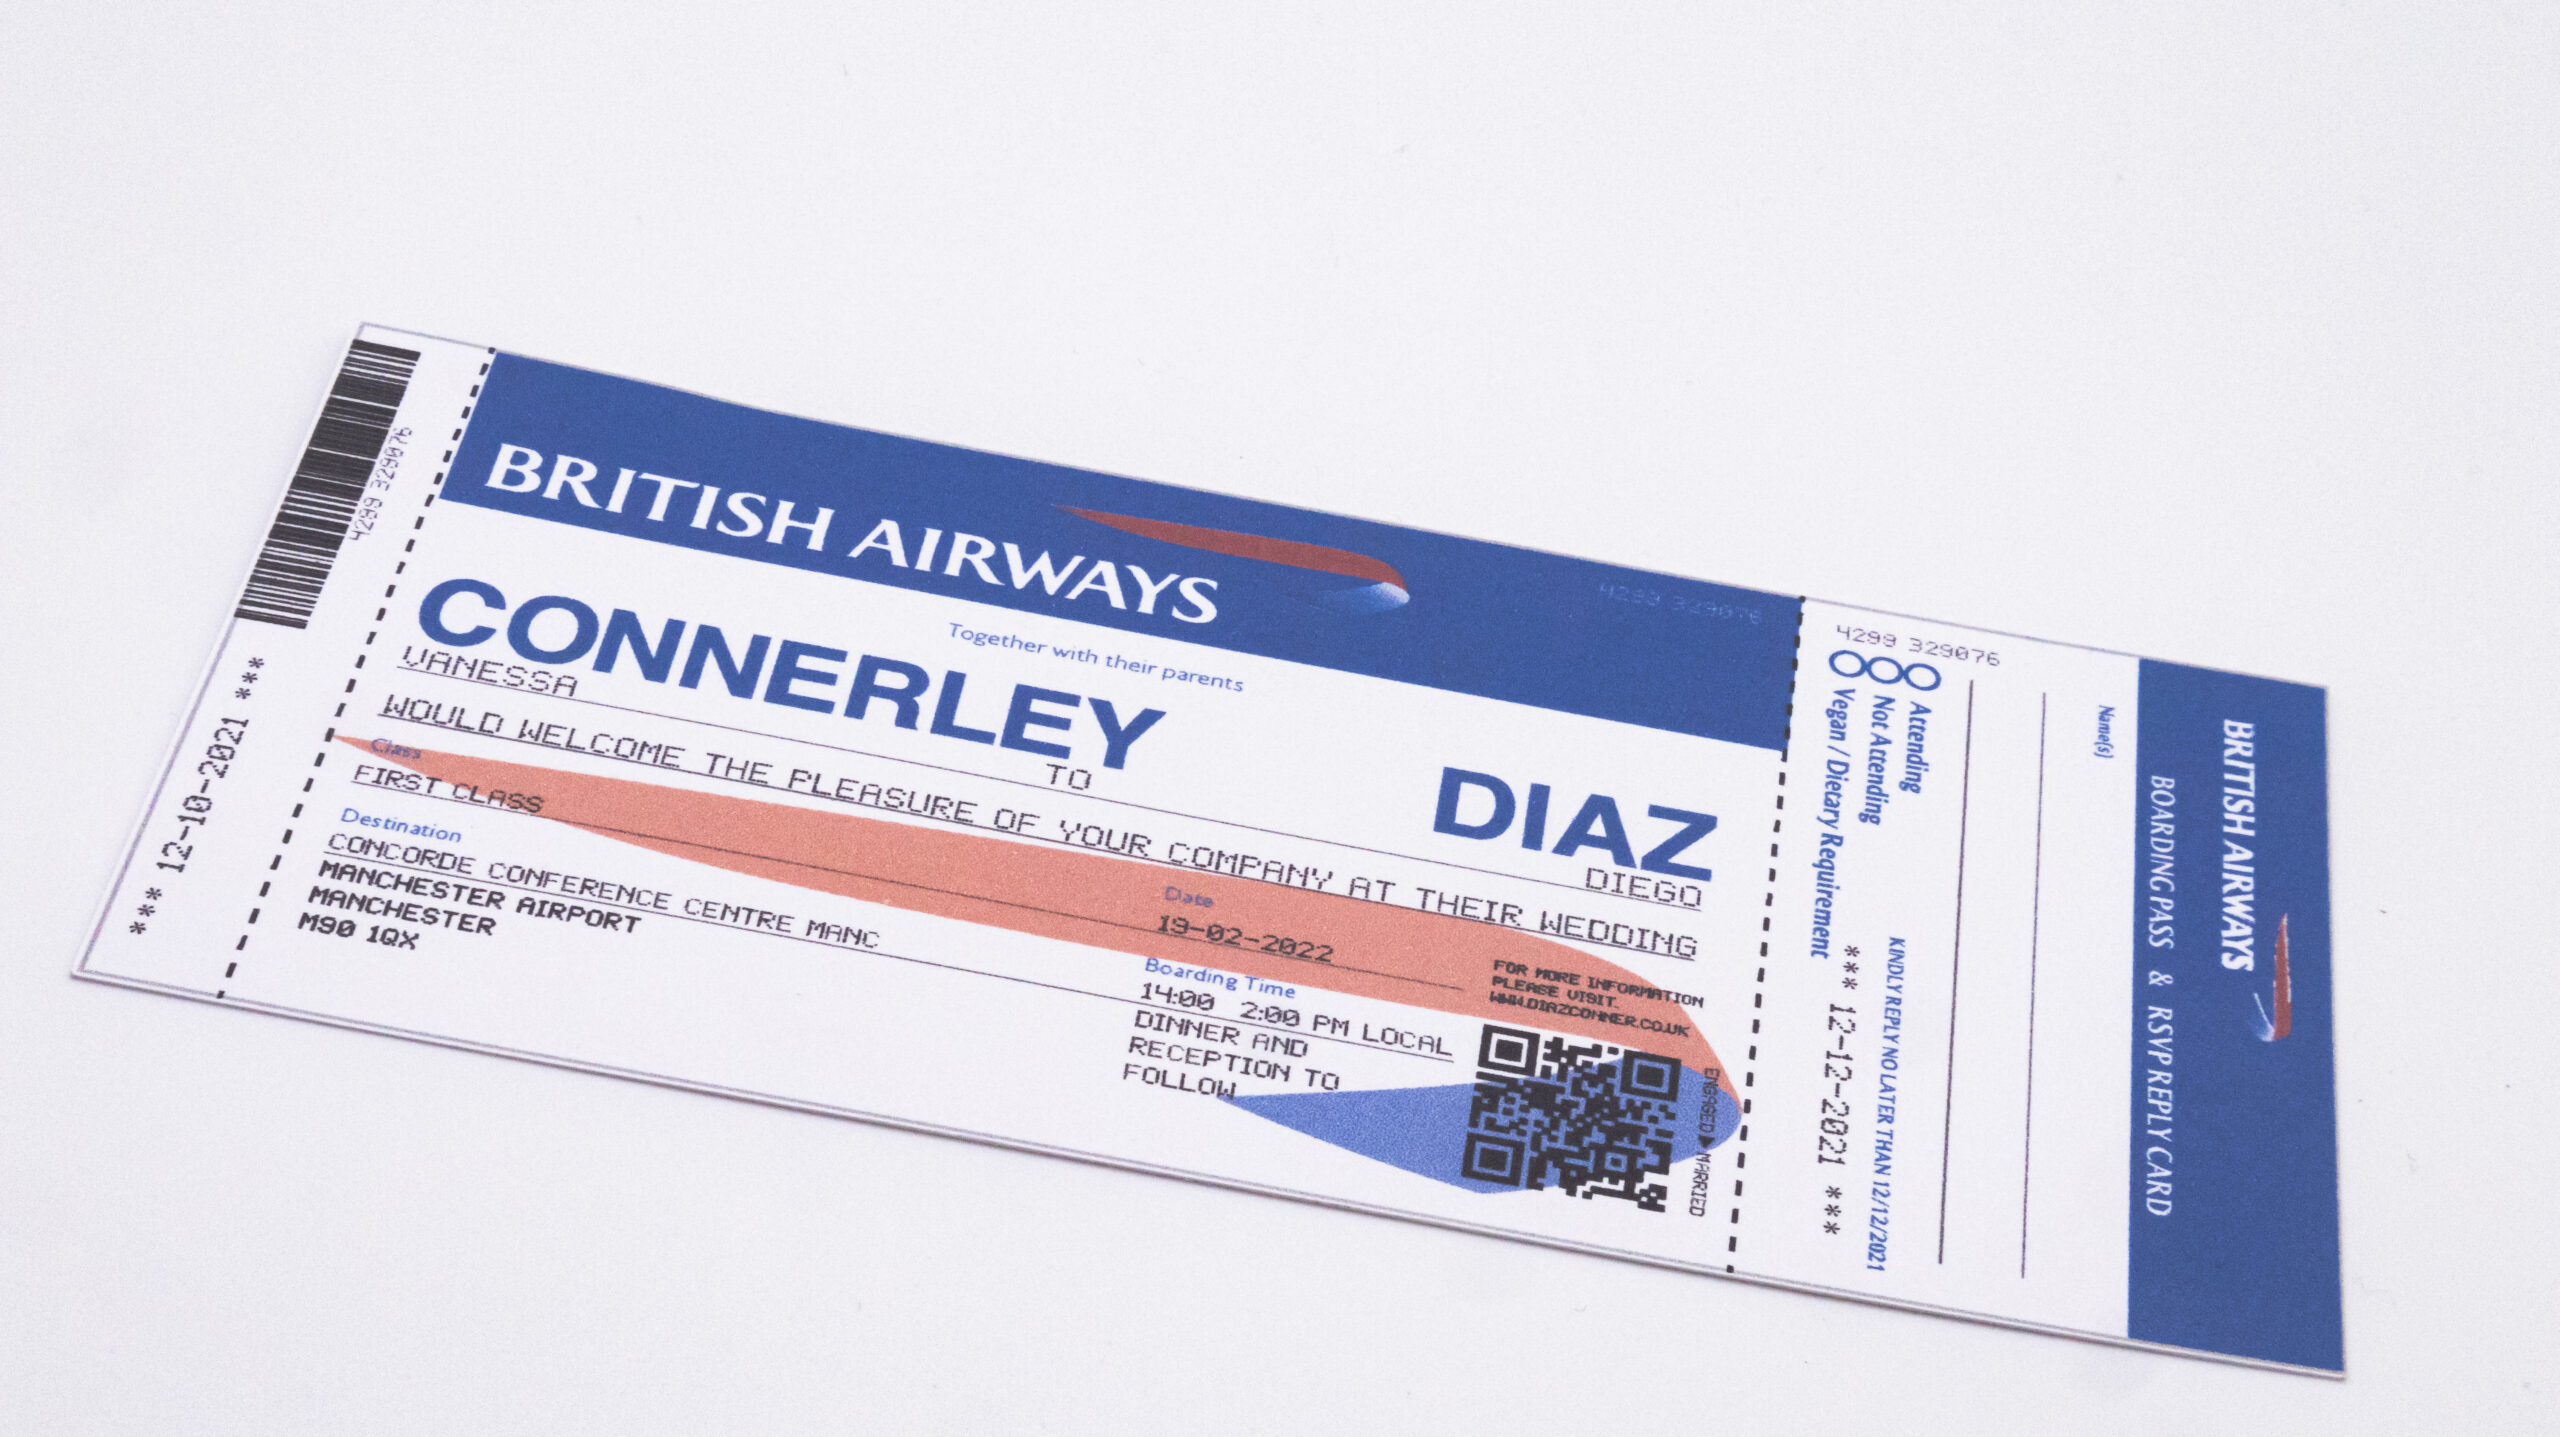 4299 329076
*** 12-10-2021 ***
BRITISH AIRWAYS
4299 329076
Together with their parents
CONNERLEY
DIAZ
VANESSA
TO
DIEGO
WOULD WELCOME THE PLEASURE OF YOUR COMPANY AT THEIR WEDDING
Class
FIRST CLASS
Date
19-02-2022
Destination
CONCORDE CONFERENCE CENTRE MANC
MANCHESTER AIRPORT
MANCHESTER
M90 1QX
Boarding Time
14:00 2:00 PM LOCAL
DINNER AND
RECEPTION TO
FOLLOW
FOR MORE INFORMATION
PLEASE VISIT.
WWW.DIAZCONNER.CO.UK
ENGAGED ▶ MARRIED
4299 329076
BRITISH AIRWAYS
BOARDING PASS & RSVP REPLY CARD
Name(s)
Attending
Not Attending
Vegan / Dietary Requirement
KINDLY REPLY NO LATER THAN 12/12/2021
*** 12-12-2021 ***